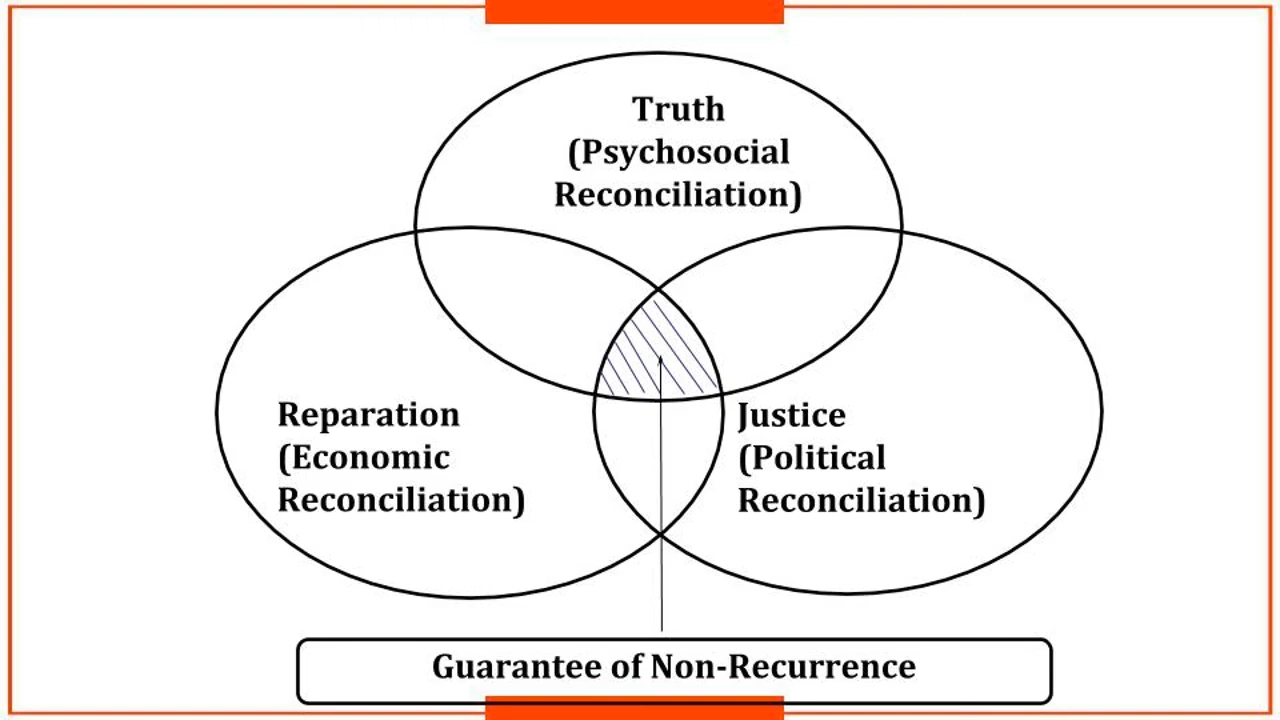 Truth
(Psychosocial
Reconciliation)
Reparation
(Economic
Reconciliation)
Justice
(Political
Reconciliation)
Guarantee of Non-Recurrence